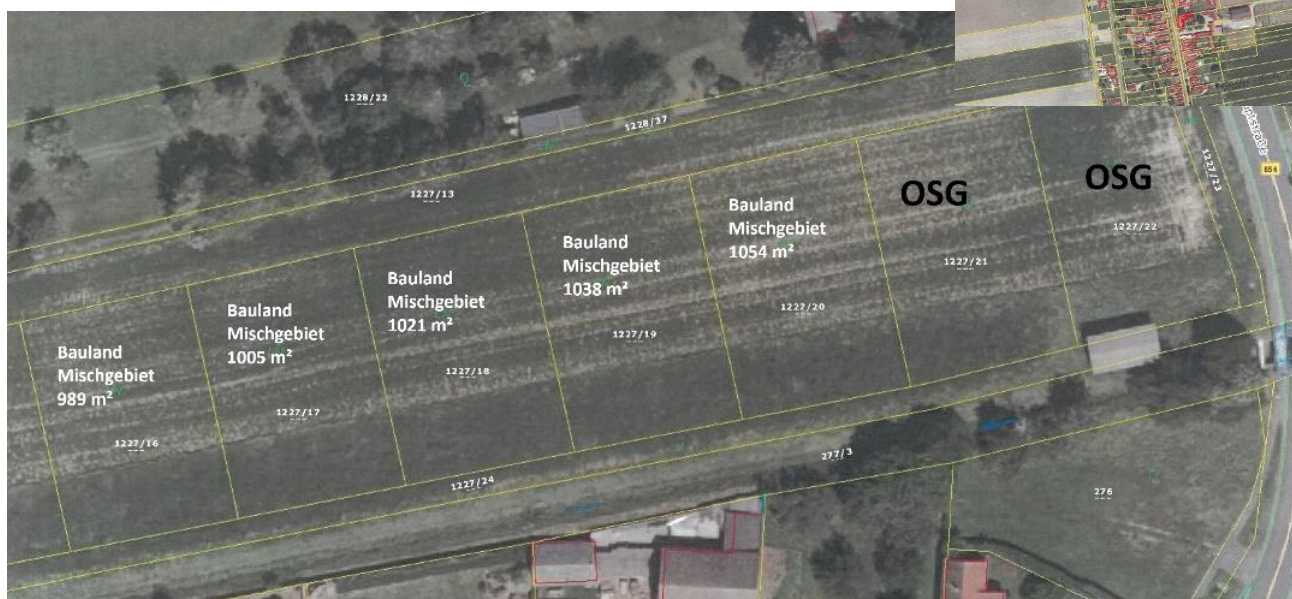 1228/22
1228/37
1227/13
1227/23
B56
OSG
OSG
1227/22
1227/21
Bauland
Mischgebiet
1054 m²
1227/20
Bauland
Mischgebiet
1038 m²
1227/19
Bauland
Mischgebiet
1021 m²
1227/18
Bauland
Mischgebiet
1005 m²
1227/17
Bauland
Mischgebiet
989 m²
1227/16
1227/24
277/3
276